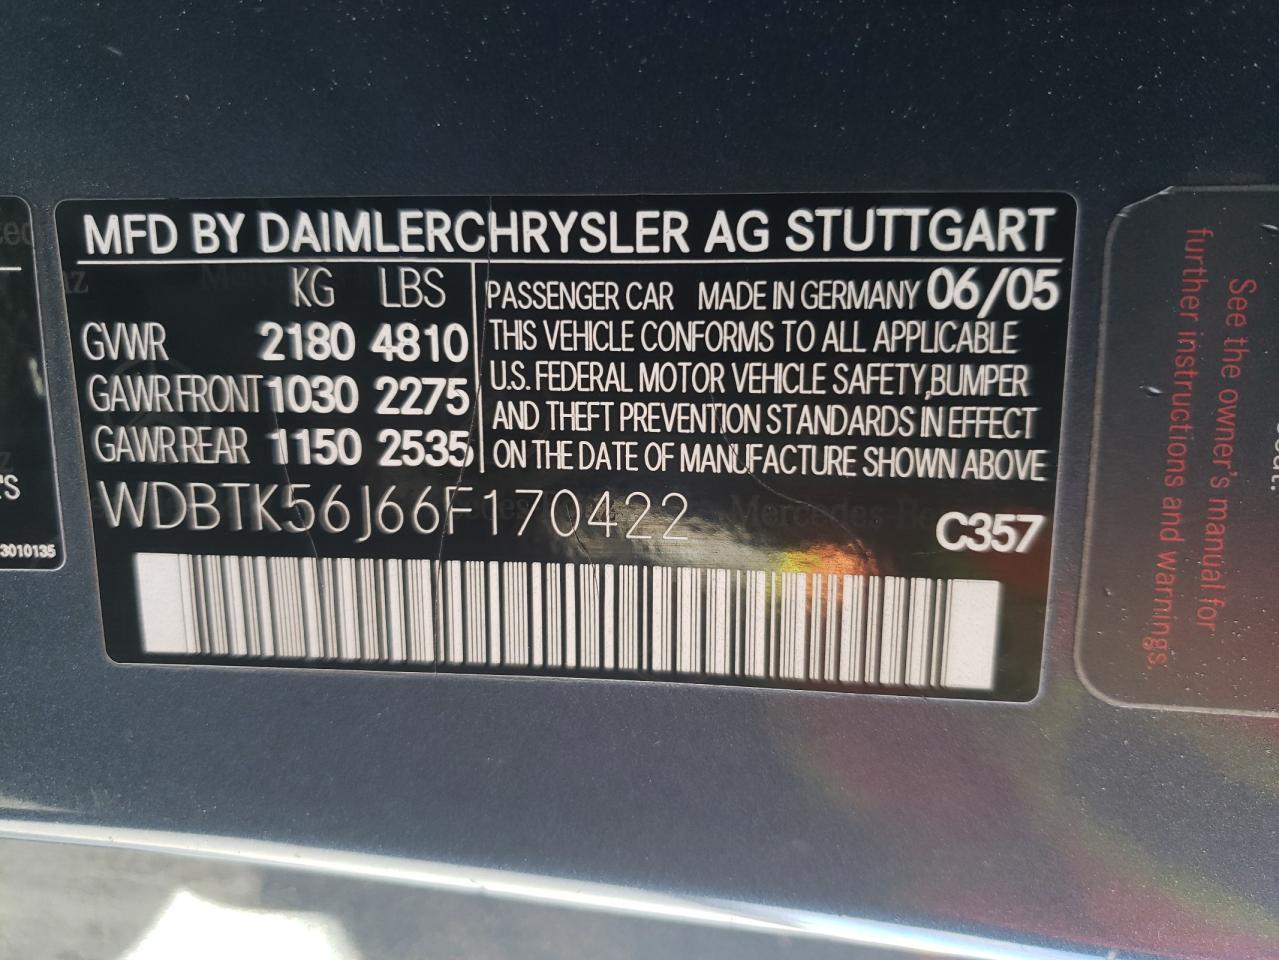 MFD BY DAIMLERCHRYSLER AG STUTTGART
KG LBS
GVWR 2180 4810
GAWR FRONT 1030 2275
GAWR REAR 1150 2535
PASSENGER CAR MADE IN GERMANY 06/05
THIS VEHICLE CONFORMS TO ALL APPLICABLE
U.S. FEDERAL MOTOR VEHICLE SAFETY,BUMPER
AND THEFT PREVENTION STANDARDS IN EFFECT
ON THE DATE OF MANUFACTURE SHOWN ABOVE
WDBTK56J66F170422
C357
3010135
See the owner's manual for
further instructions and warnings.